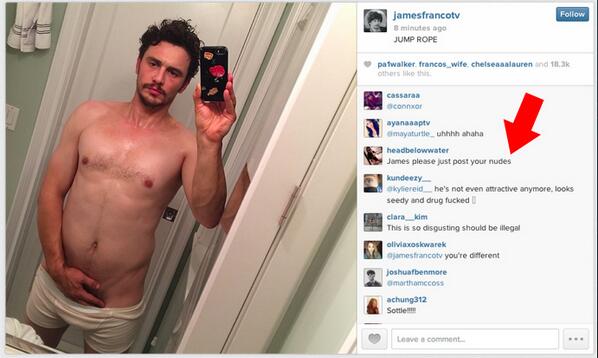 jamesfrancotv
Follow
8 minutes ago
JUMP ROPE
pa1walker, francos_wife, chelseaaalauren and 18.3k
others like this.
cassaraa
@connxor
ayanaaaptv
@mayaturtle_ uhhhh ahaha
headbelowwater
James please just post your nudes
kundeezy__
@kyliereid__ he's not even attractive anymore, looks
seedy and drug fucked
clara__kim
This is so disgusting should be illegal
oliviaxoskwarek
@jamesfrancotv you're different
joshuafbenmore
@marthamccoss
achung312
Sottle!!!!!
Leave a comment...